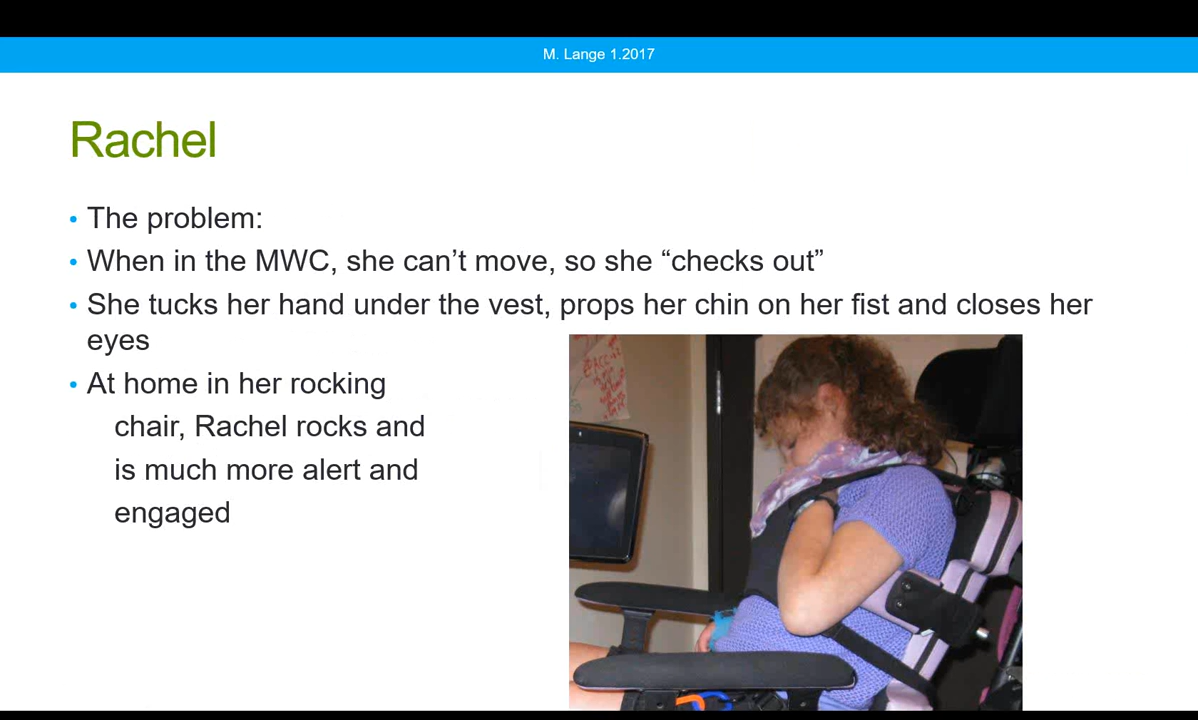 M. Lange 1.2017
Rachel
• The problem:
• When in the MWC, she can’t move, so she “checks out”
• She tucks her hand under the vest, props her chin on her fist and closes her
eyes
• At home in her rocking
chair, Rachel rocks and
is much more alert and
engaged